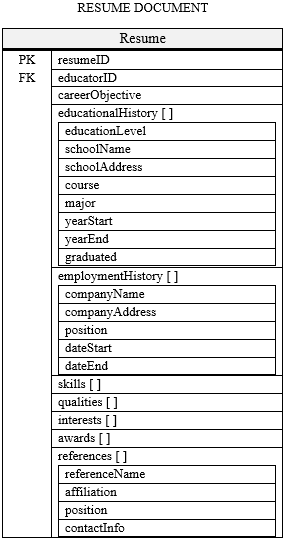 RESUME DOCUMENT
Resume
PK resumeID
FK educatorID
careerObjective
educationalHistory [ ]
educationLevel
schoolName
schoolAddress
course
major
yearStart
yearEnd
graduated
employmentHistory [ ]
companyName
companyAddress
position
dateStart
dateEnd
skills [ ]
qualities [ ]
interests [ ]
awards [ ]
references [ ]
referenceName
affiliation
position
contactInfo